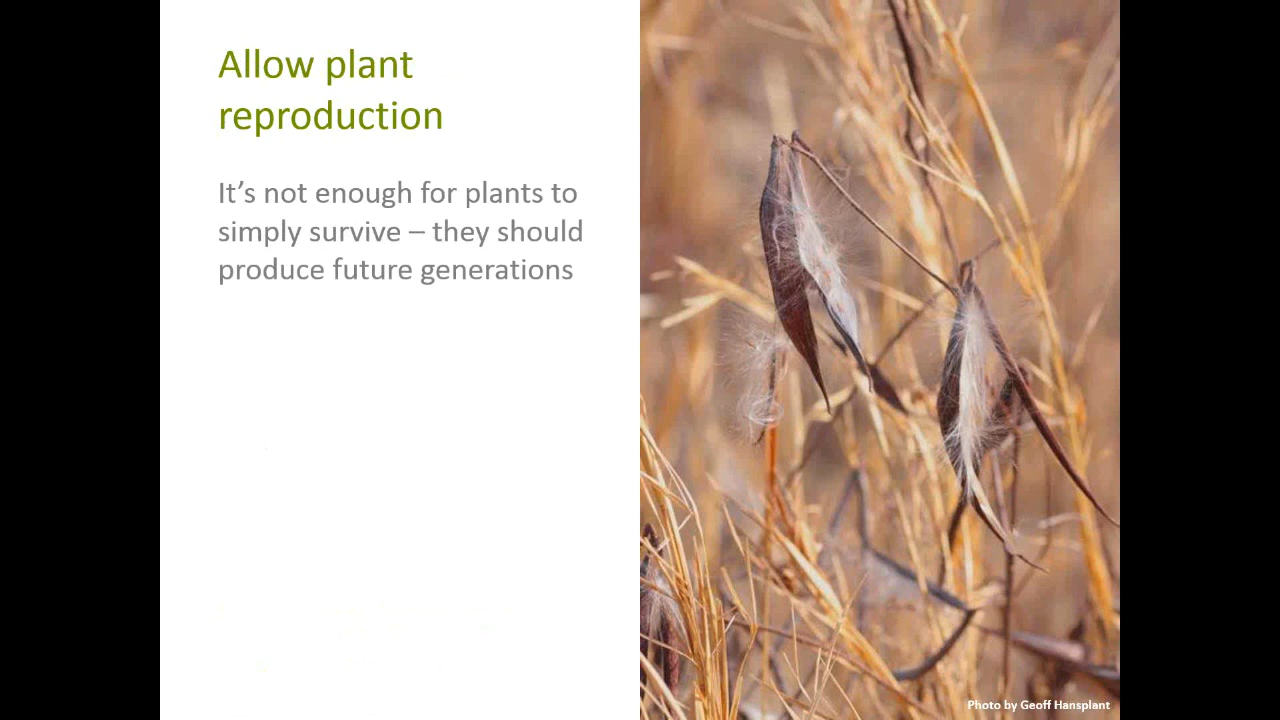 Allow plant
reproduction
It’s not enough for plants to
simply survive – they should
produce future generations
Photo by Geoff Hansplant